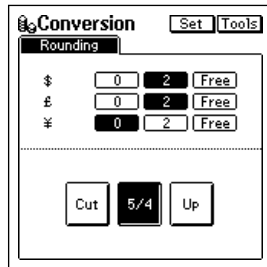 Conversion Set Tools
Rounding
$ 0 2 Free
£ 0 2 Free
¥ 0 2 Free
Cut 5/4 Up